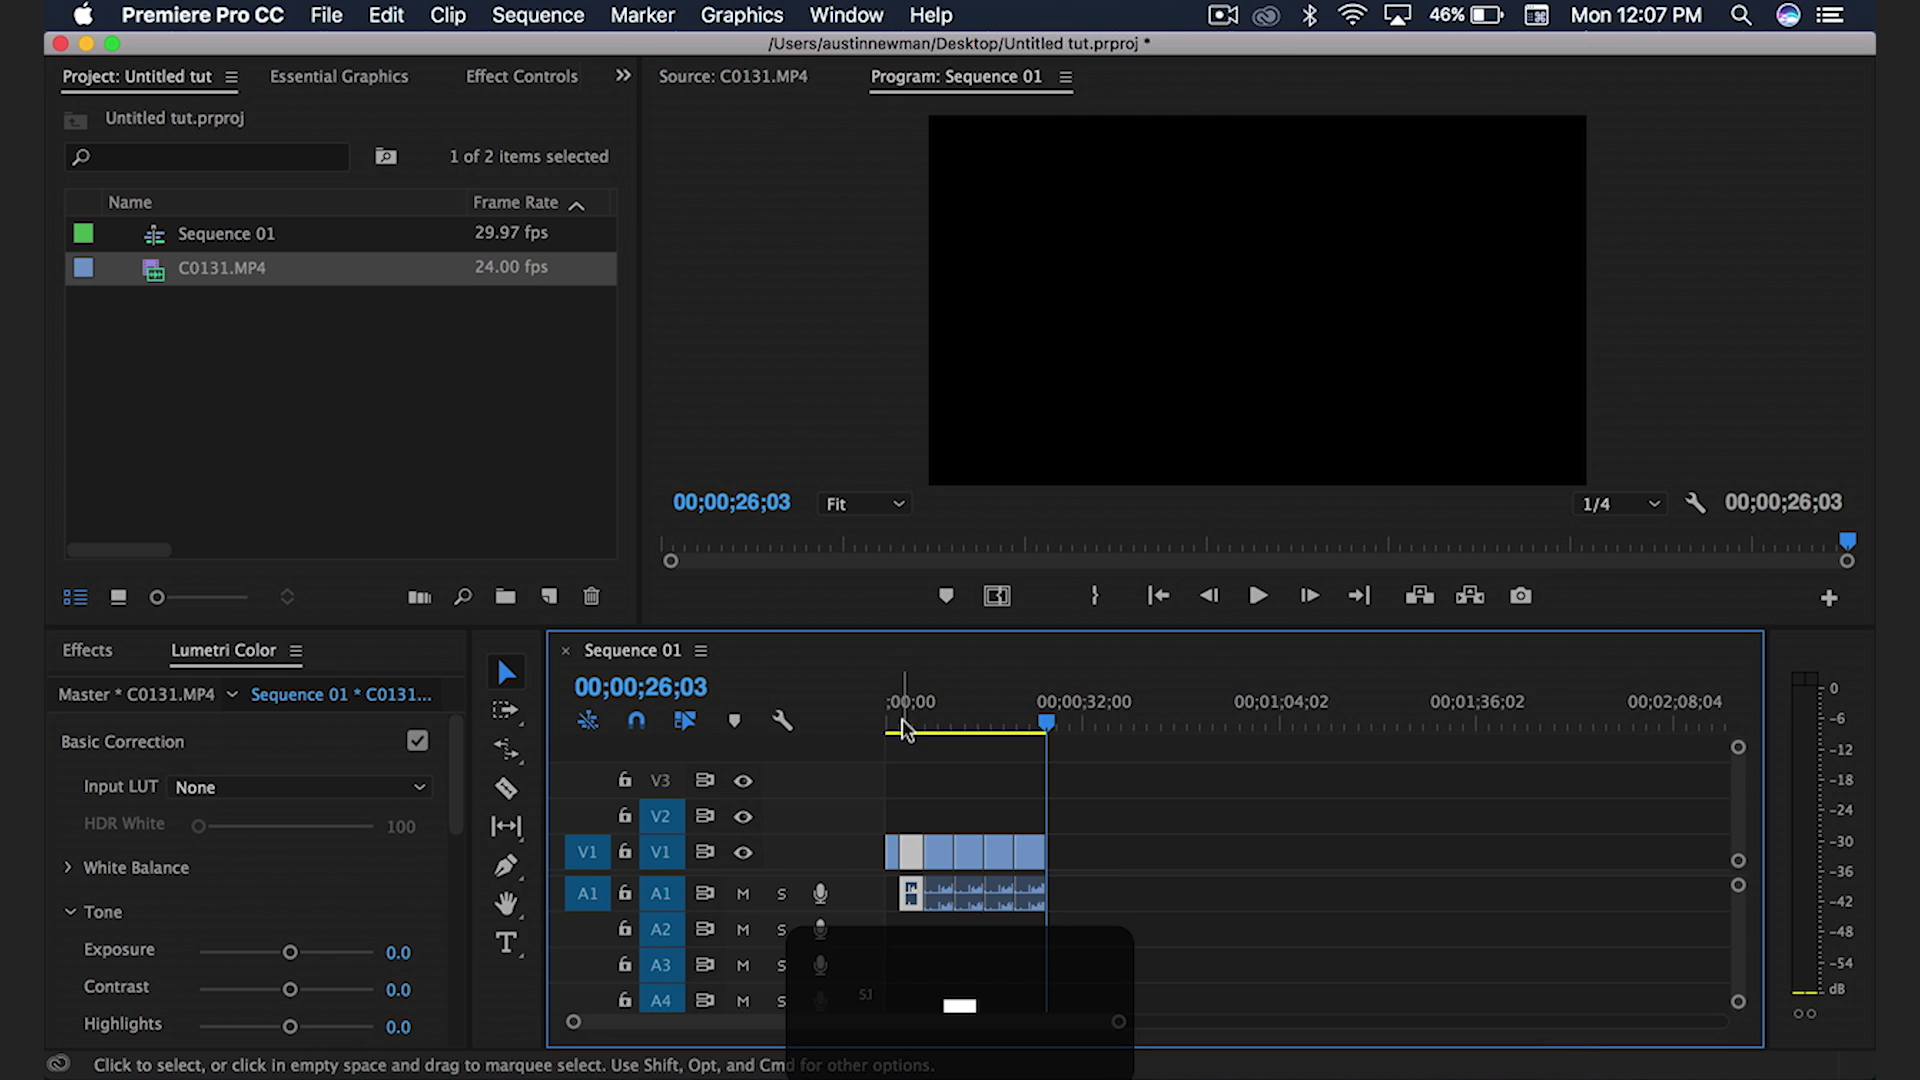 Premiere Pro CC File Edit Clip Sequence Marker Graphics Window Help 46% Mon 12:07 PM
/Users/austinnewman/Desktop/Untitled tut.prproj *
Project: Untitled tut Essential Graphics Effect Controls Source: C0131.MP4 Program: Sequence 01
Untitled tut.prproj
1 of 2 items selected
Name Frame Rate
Sequence 01 29.97 fps
C0131.MP4 24.00 fps
00;00;26;03 Fit 1/4 00;00;26;03
Effects Lumetri Color
Master * C0131.MP4 Sequence 01 * C0131...
Basic Correction
Input LUT None
HDR White 100
White Balance
Tone
Exposure 0.0
Contrast 0.0
Highlights 0.0
Sequence 01
00;00;26;03
;00;00 00;00;32;00 00;01;04;02 00;01;36;02 00;02;08;04
V3
V2
V1 V1
A1 A1 M S
A2 M S
A3 M S
A4 M S
0
-6
-12
-18
-24
-30
-36
-42
-48
-54
dB
Click to select, or click in empty space and drag to marquee select. Use Shift, Opt, and Cmd for other options.